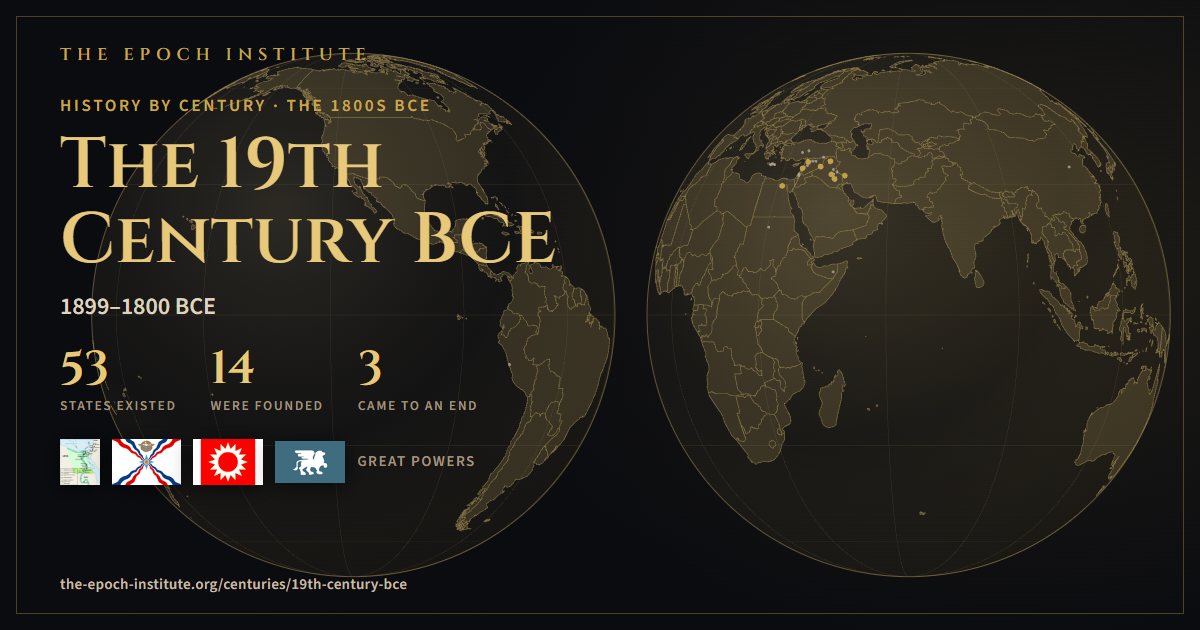 THE EPOCH INSTITUTE
HISTORY BY CENTURY · THE 1800S BCE
THE 19TH
CENTURY BCE
1899–1800 BCE
53 14 3
STATES EXISTED WERE FOUNDED CAME TO AN END
GREAT POWERS
the-epoch-institute.org/centuries/19th-century-bce